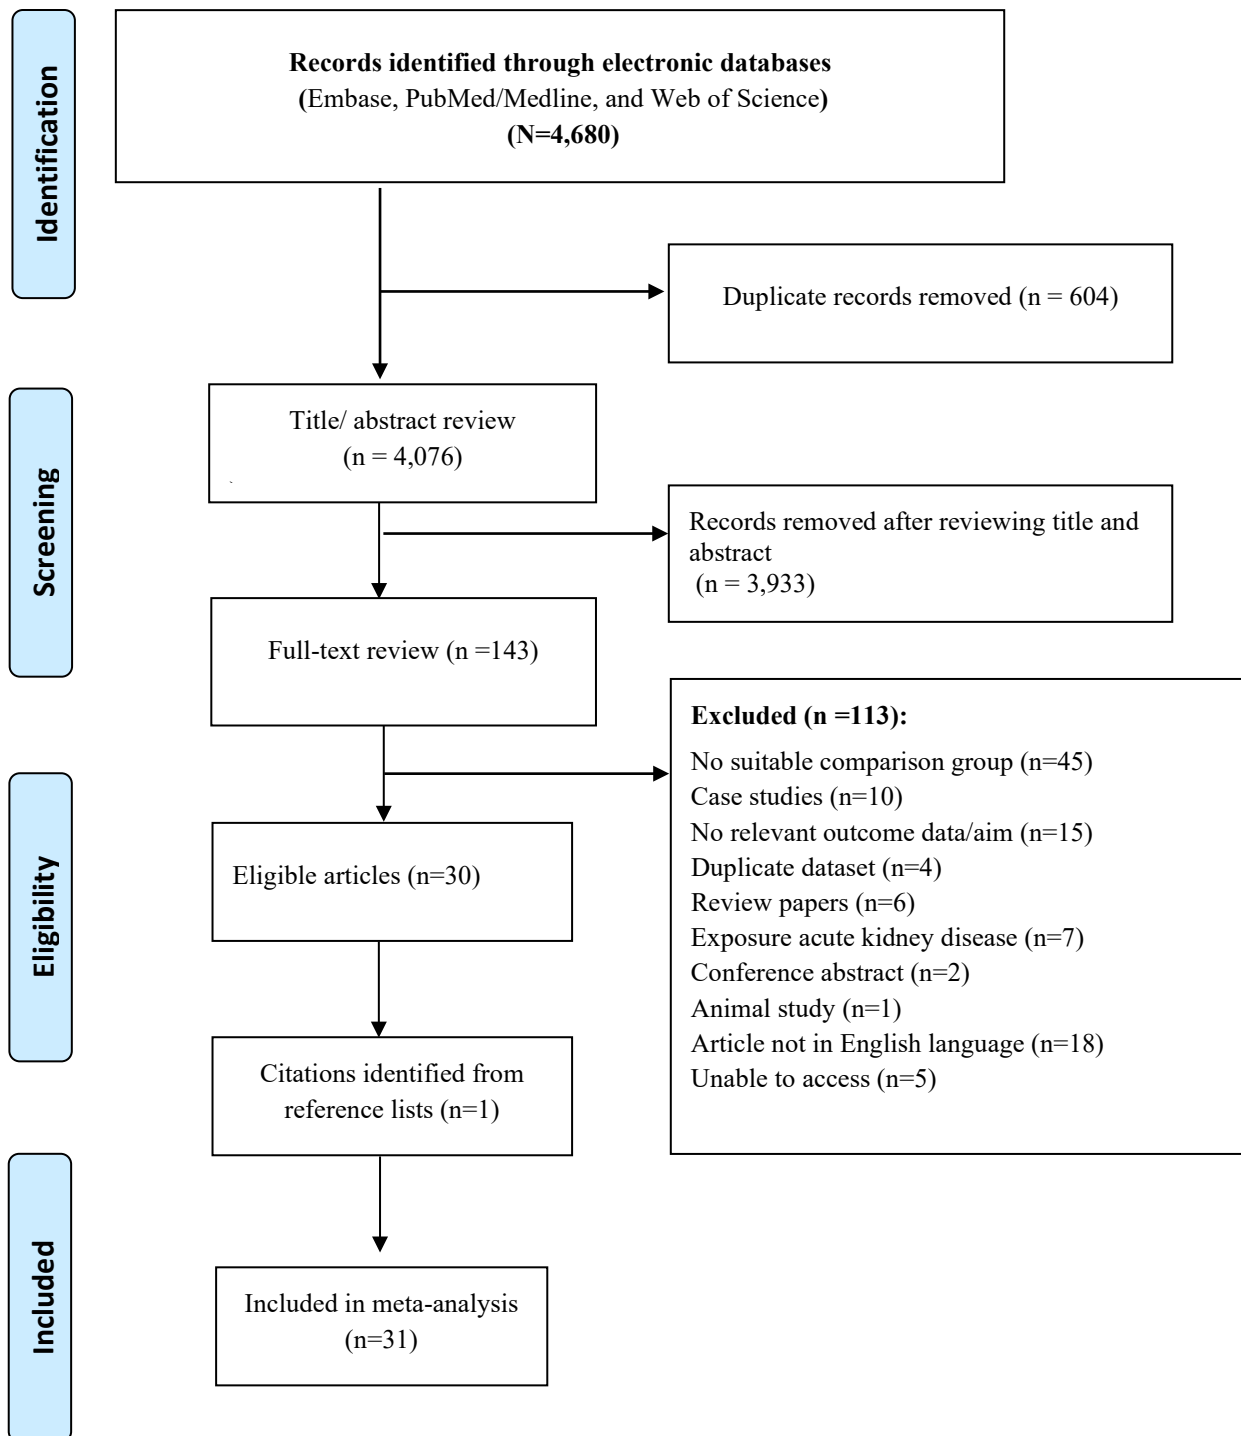 Identification
Records identified through electronic databases
(Embase, PubMed/Medline, and Web of Science)
(N=4,680)
Duplicate records removed (n = 604)
Screening
Title/ abstract review
(n = 4,076)
Records removed after reviewing title and
abstract
(n = 3,933)
Full-text review (n =143)
Excluded (n =113):
No suitable comparison group (n=45)
Case studies (n=10)
No relevant outcome data/aim (n=15)
Duplicate dataset (n=4)
Review papers (n=6)
Exposure acute kidney disease (n=7)
Conference abstract (n=2)
Animal study (n=1)
Article not in English language (n=18)
Unable to access (n=5)
Eligibility
Eligible articles (n=30)
Citations identified from
reference lists (n=1)
Included
Included in meta-analysis
(n=31)